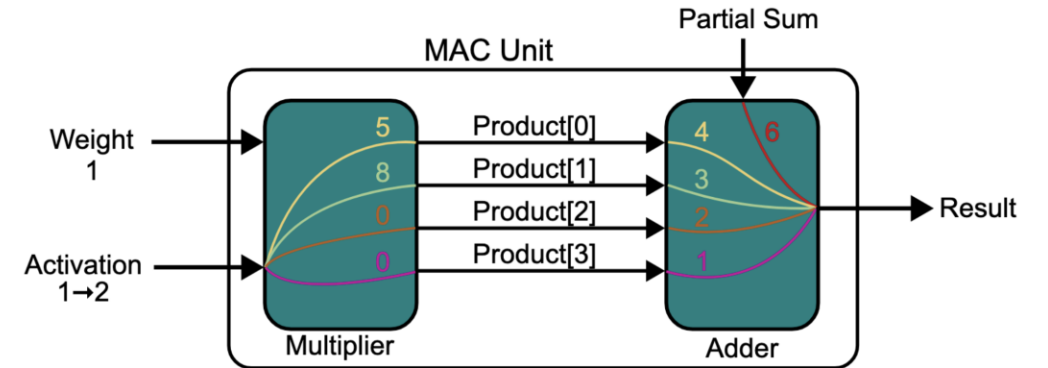 Partial Sum
MAC Unit
Weight
1
5
Product[0]
4
6
8
Product[1]
3
0
Product[2]
2
Result
Activation
1→2
0
Product[3]
1
Multiplier
Adder